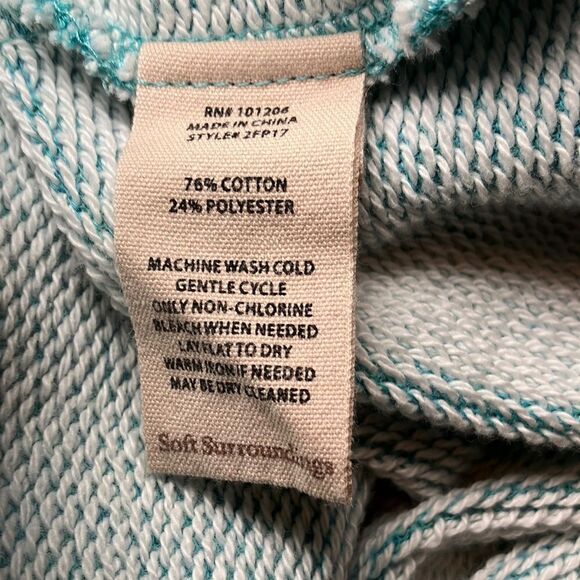 RN# 101206
MADE IN CHINA
STYLE# 2FP17
76% COTTON
24% POLYESTER
MACHINE WASH COLD
GENTLE CYCLE
ONLY NON-CHLORINE
BLEACH WHEN NEEDED
LAY FLAT TO DRY
WARM IRON IF NEEDED
MAY BE DRY CLEANED
Soft Surroundings